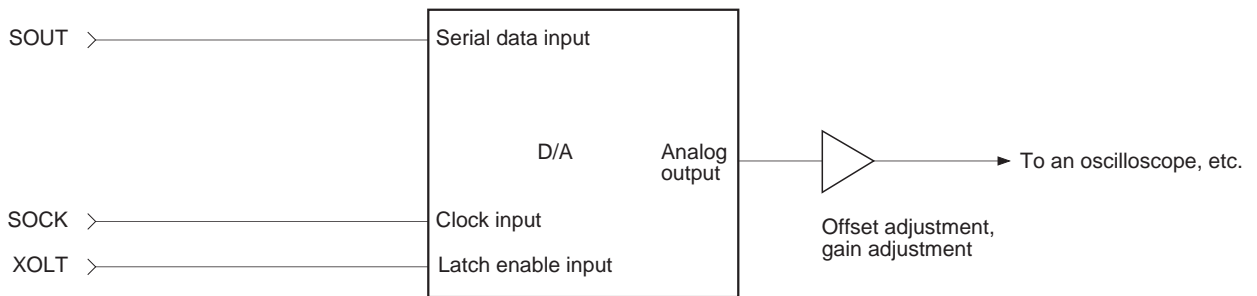 SOUT
Serial data input
D/A
Analog
output
To an oscilloscope, etc.
SOCK
Clock input
Offset adjustment,
gain adjustment
XOLT
Latch enable input